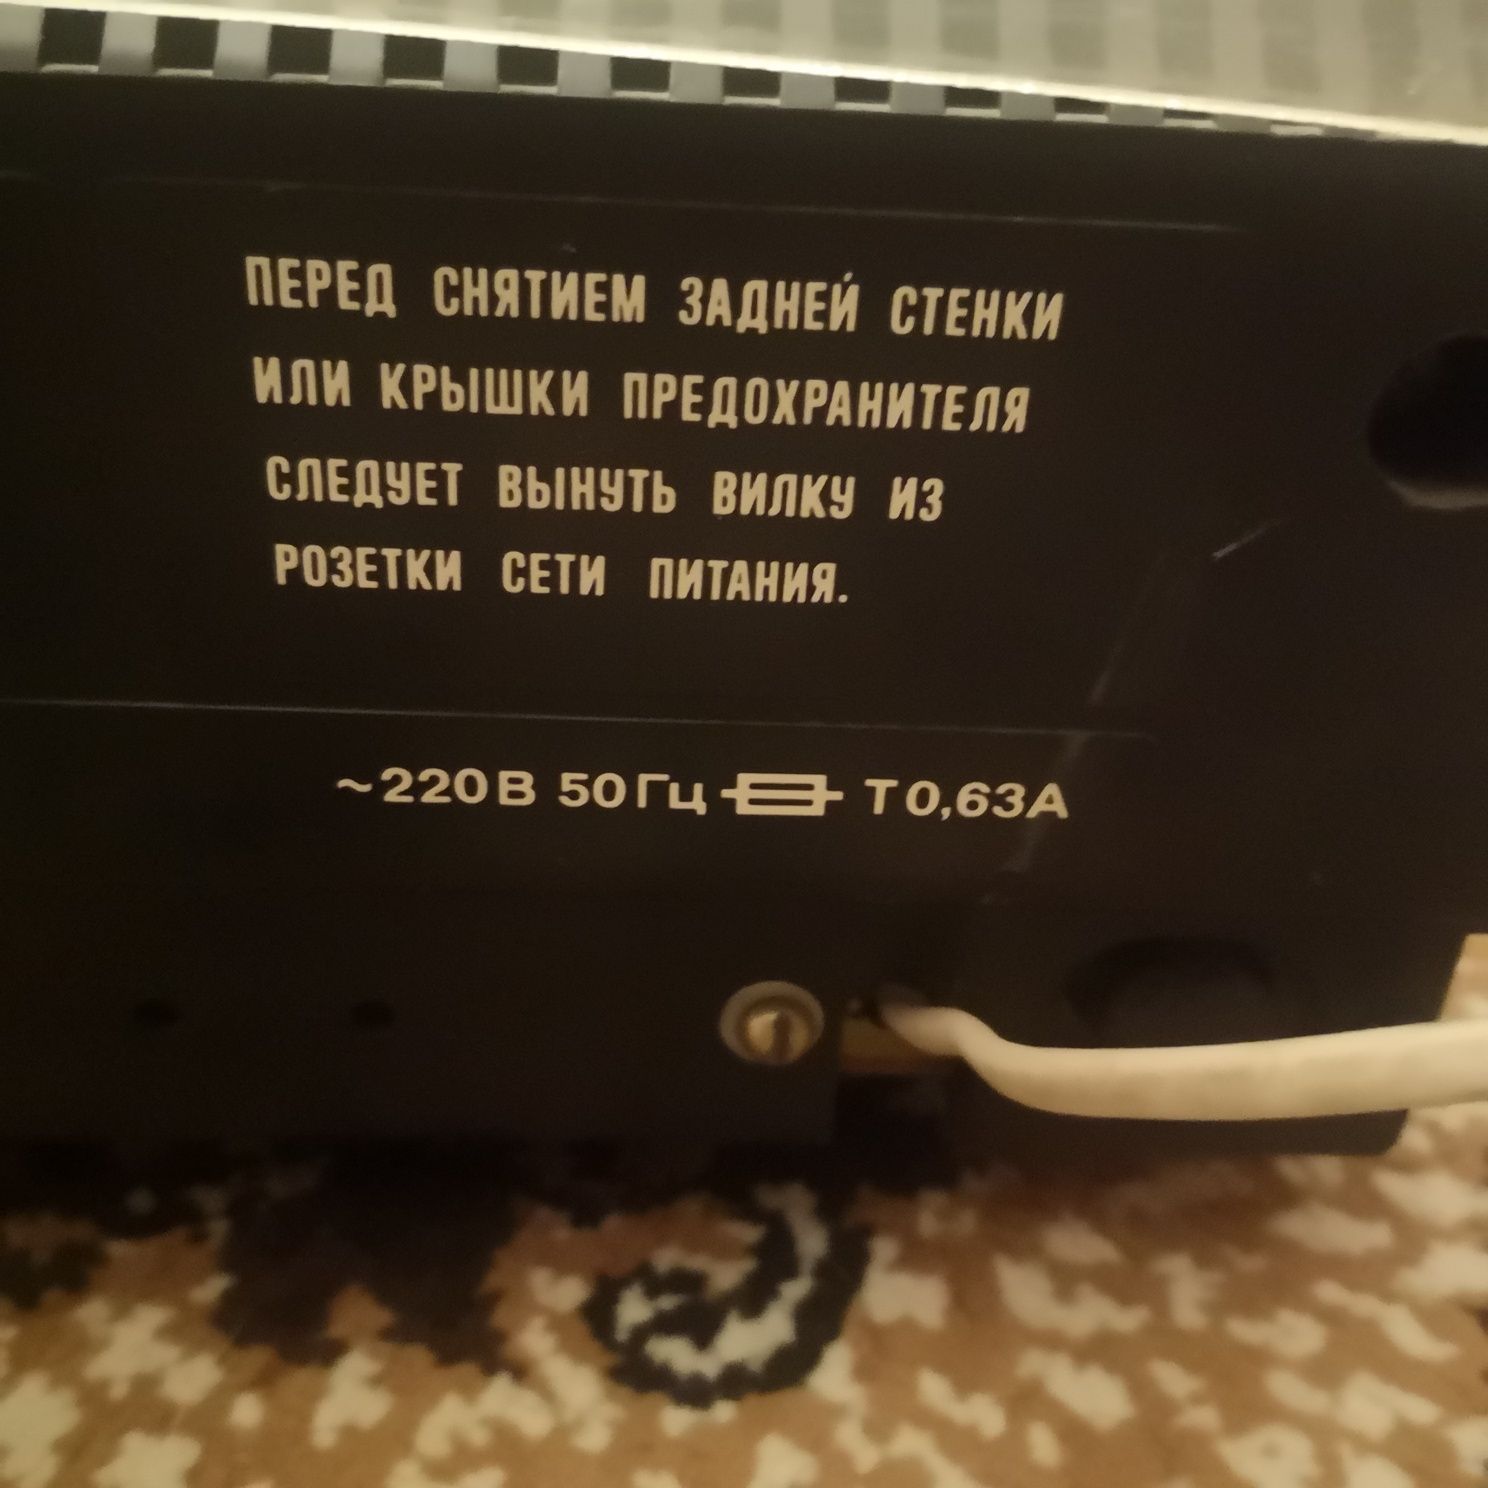 ПЕРЕД СНЯТИЕМ ЗАДНЕЙ СТЕНКИ
ИЛИ КРЫШКИ ПРЕДОХРАНИТЕЛЯ
СЛЕДУЕТ ВЫНУТЬ ВИЛКУ ИЗ
РОЗЕТКИ СЕТИ ПИТАНИЯ.
~220В 50Гц Т0,63А